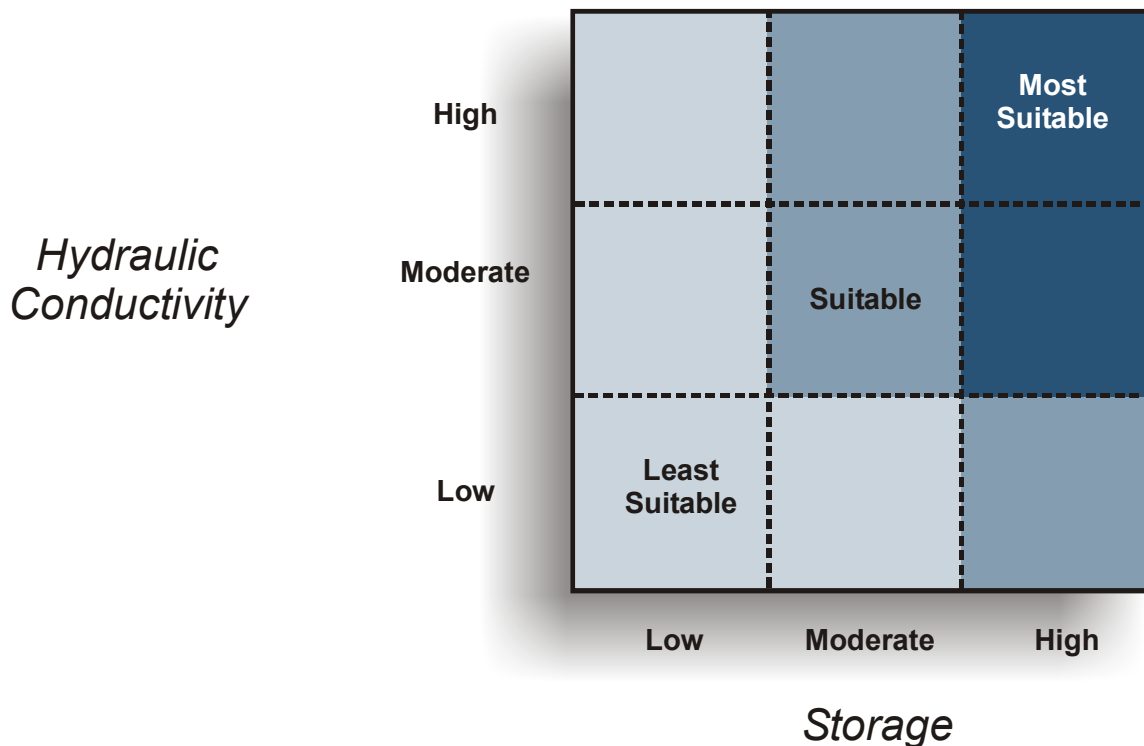 High
Most
Suitable
Hydraulic
Conductivity
Moderate
Suitable
Low
Least
Suitable
Low
Moderate
High
Storage